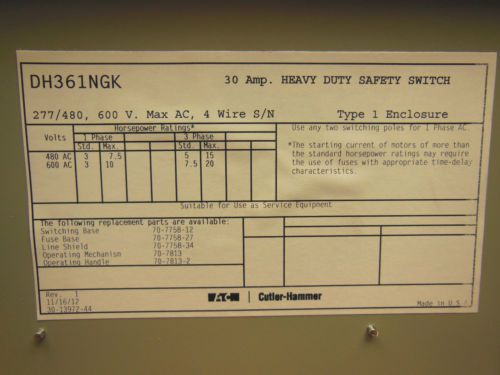 DH361NGK
30 Amp. HEAVY DUTY SAFETY SWITCH
277/480, 600 V. Max AC, 4 Wire S/N
Type 1 Enclosure
Horsepower Ratings*
Volts
1 Phase
3 Phase
Std. Max. Std. Max.
480 AC 3 7.5 5 15
600 AC 3 10 7.5 20
Use any two switching poles for 1 Phase AC.
*The starting current of motors of more than
the standard horsepower ratings may require
the use of fuses with appropriate time-delay
characteristics.
Suitable for Use as Service Equipment
The following replacement parts are available:
Switching Base 70-7758-12
Fuse Base 70-7758-27
Line Shield 70-7758-34
Operating Mechanism 70-7813
Operating Handle 70-7813-2
Rev. 1
11/16/12
30-13972-44
EATON Cutler-Hammer
Made in U.S.A